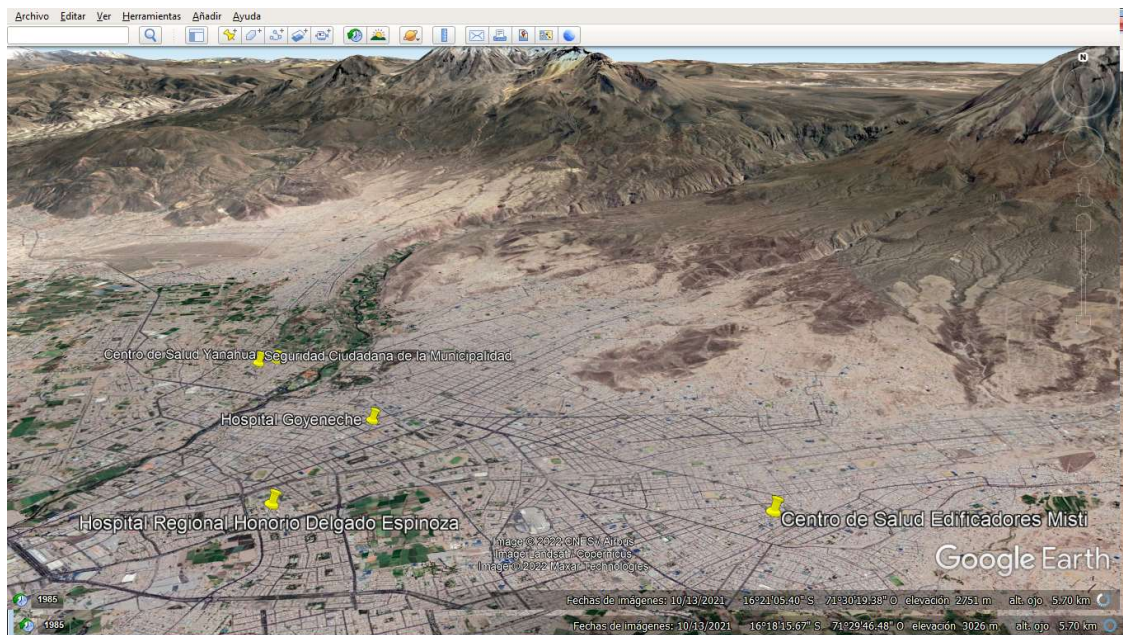 Archivo Editar Ver Herramientas Añadir Ayuda
N
Centro de Salud Yanahua
Seguridad Ciudadana de la Municipalidad
Hospital Goyeneche
Hospital Regional Honorio Delgado Espinoza
Centro de Salud Edificadores Misti
Image © 2022 CNES / Airbus
Image Landsat / Copernicus
Image © 2022 Maxar Technologies
Google Earth
1985 Fechas de imágenes: 10/13/2021 16°21'05.40" S 71°30'19.38" O elevación 2751 m alt. ojo 5.70 km
1985 Fechas de imágenes: 10/13/2021 16°18'15.67" S 71°29'46.48" O elevación 3026 m alt. ojo 5.70 km